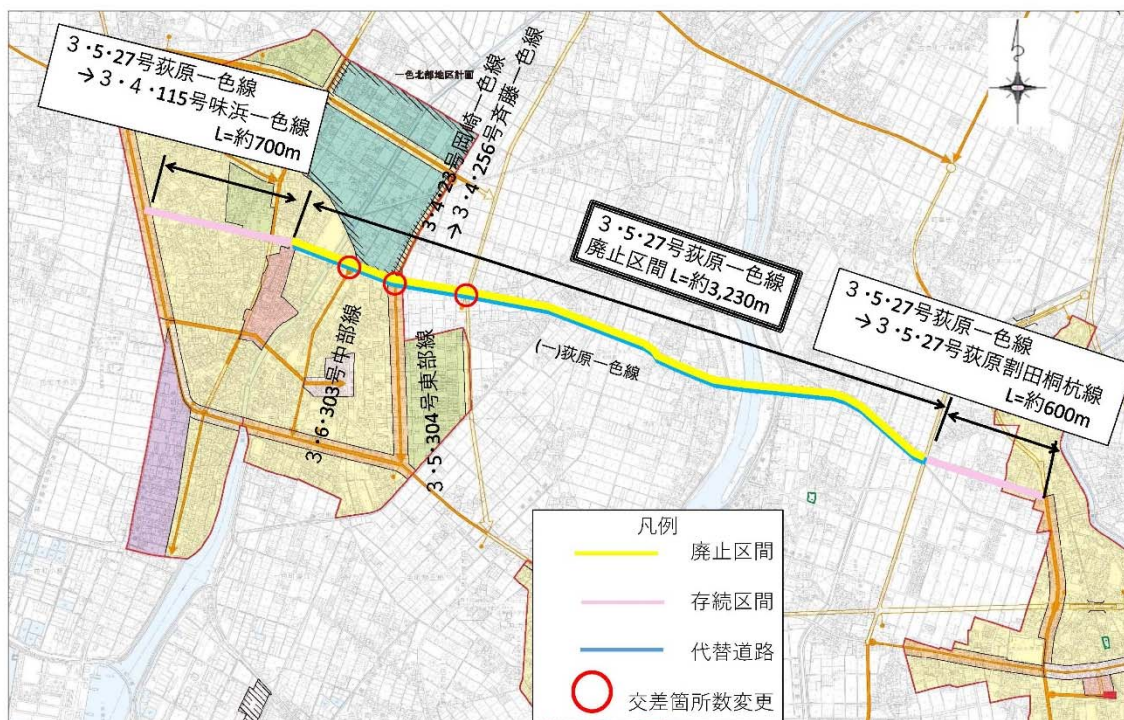 3・5・27号荻原一色線
→3・4・115号味浜一色線
L=約700m
一色北部地区計画
3・4・23号岡崎一色線
→3・4・256号斉藤一色線
3・5・27号荻原一色線
廃止区間 L=約3,230m
3・5・27号荻原一色線
→3・5・27号荻原割田桐杭線
L=約600m
(一)荻原一色線
3・6・303号中部線
3・5・304号東部線
凡例
廃止区間
存続区間
代替道路
交差箇所数変更